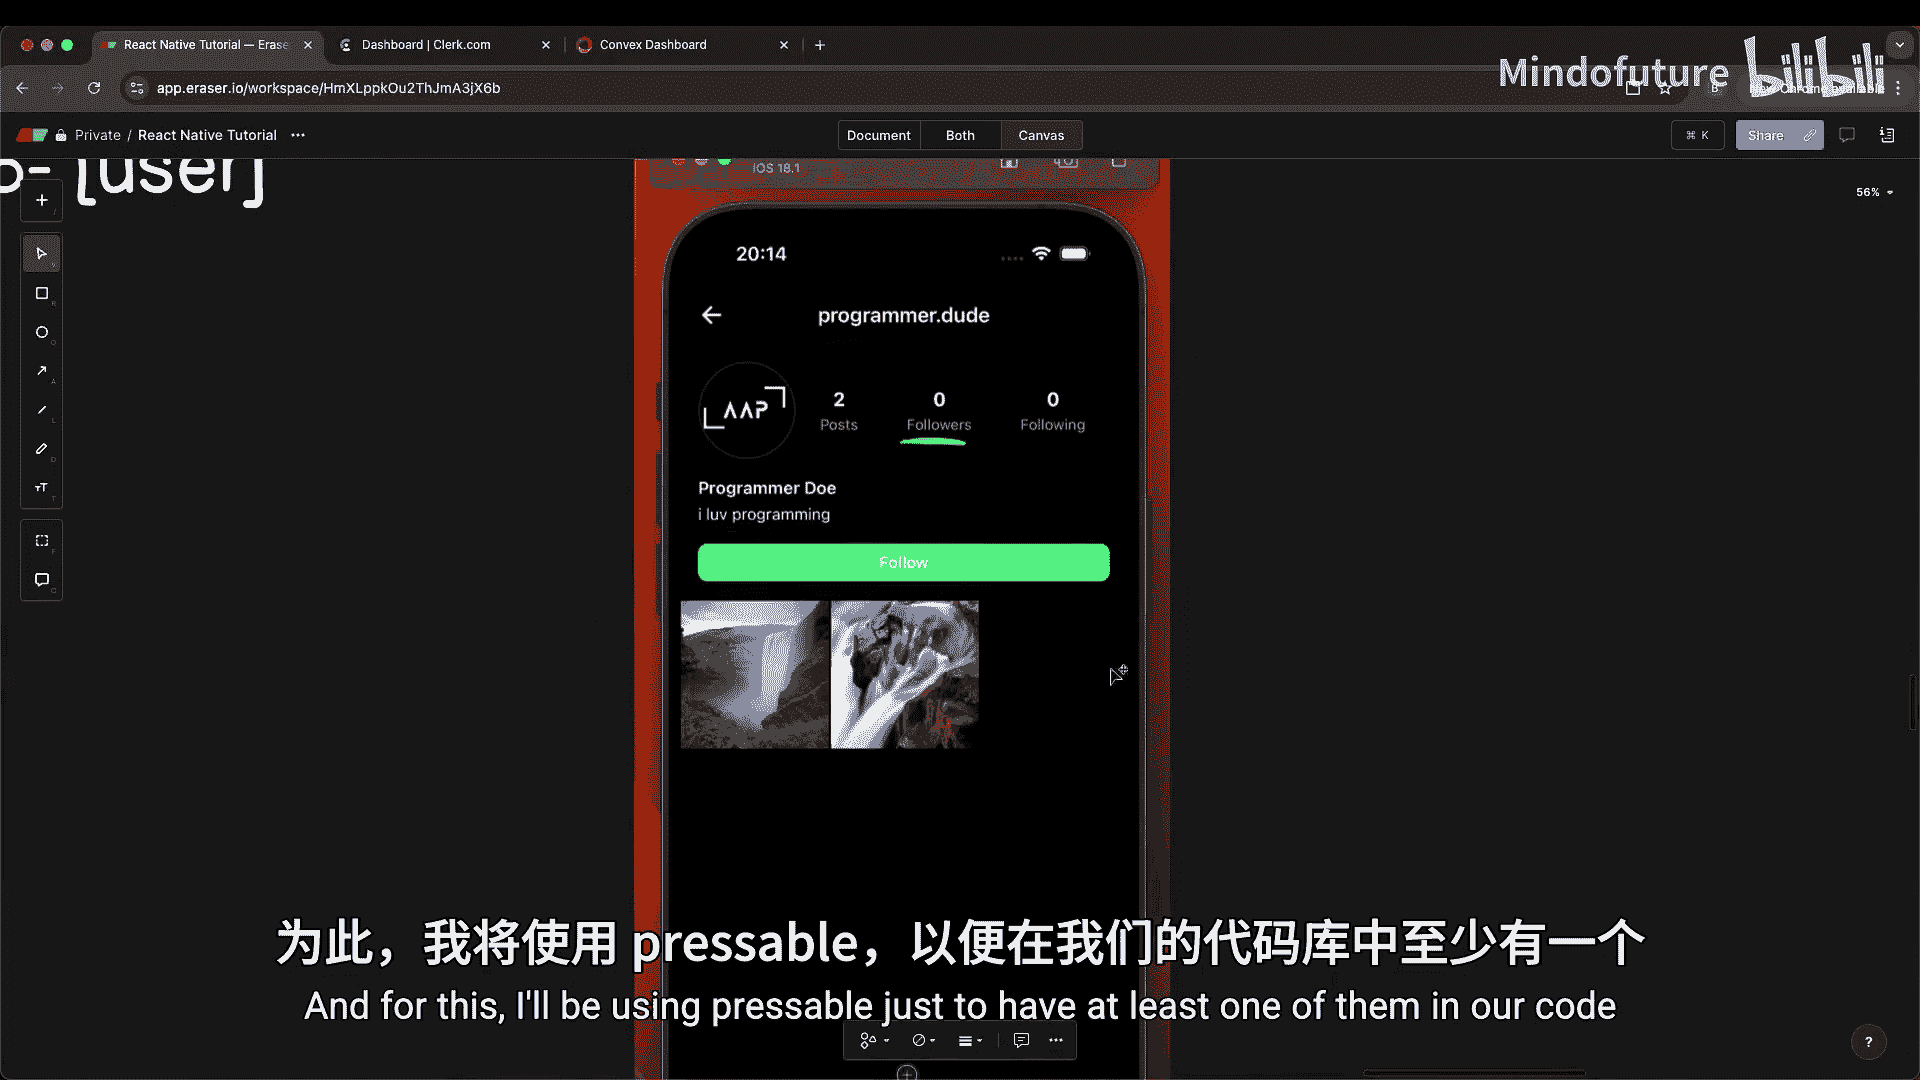 React Native Tutorial — Erase
Dashboard | Clerk.com
Convex Dashboard
app.eraser.io/workspace/HmXLppkOu2ThJmA3jX6b
Mindofuture
bilibili
Private / React Native Tutorial
Document
Both
Canvas
⌘ K
Share
[user]
56%
iOS 18.1
20:14
programmer.dude
AAP
2
0
0
Posts
Followers
Following
Programmer Doe
i luv programming
Follow
为此，我将使用 pressable，以便在我们的代码库中至少有一个
And for this, I'll be using pressable just to have at least one of them in our code
?